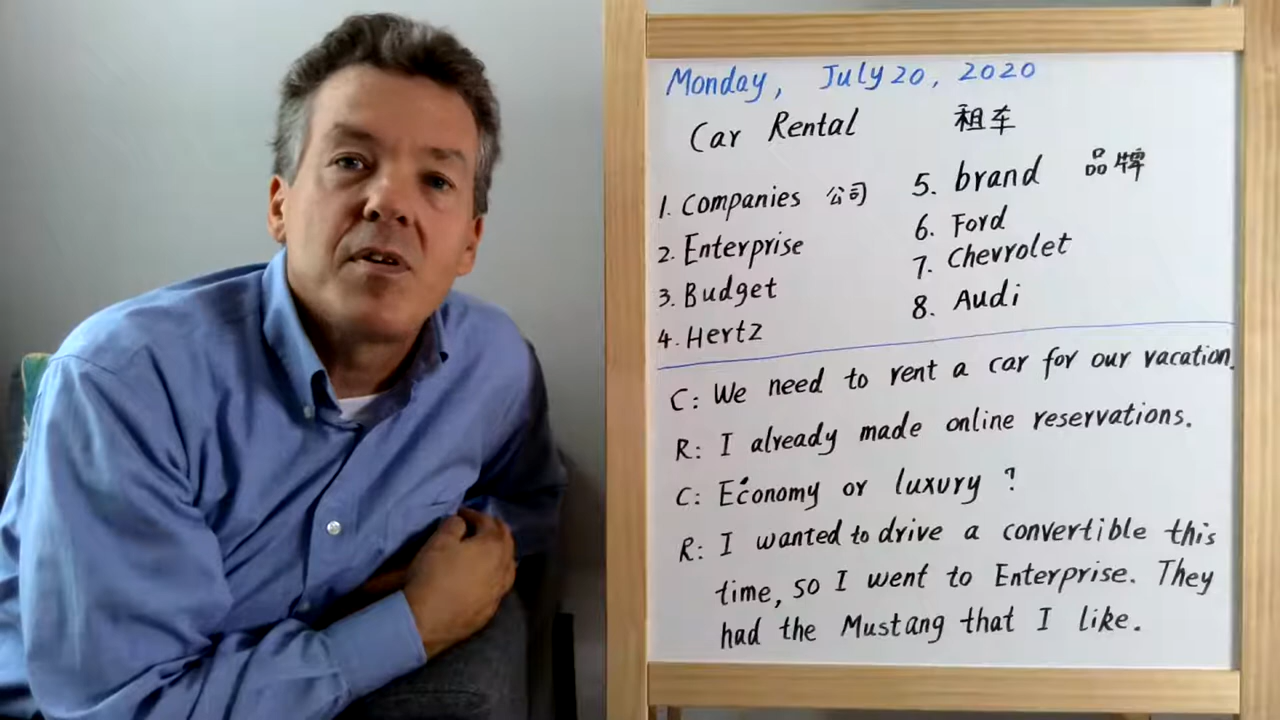 Monday, July 20, 2020
Car Rental 租车
1. Companies 公司
2. Enterprise
3. Budget
4. Hertz
5. brand 品牌
6. Ford
7. Chevrolet
8. Audi
C: We need to rent a car for our vacation.
R: I already made online reservations.
C: Economy or luxury ?
R: I wanted to drive a convertible this
time, so I went to Enterprise. They
had the Mustang that I like.